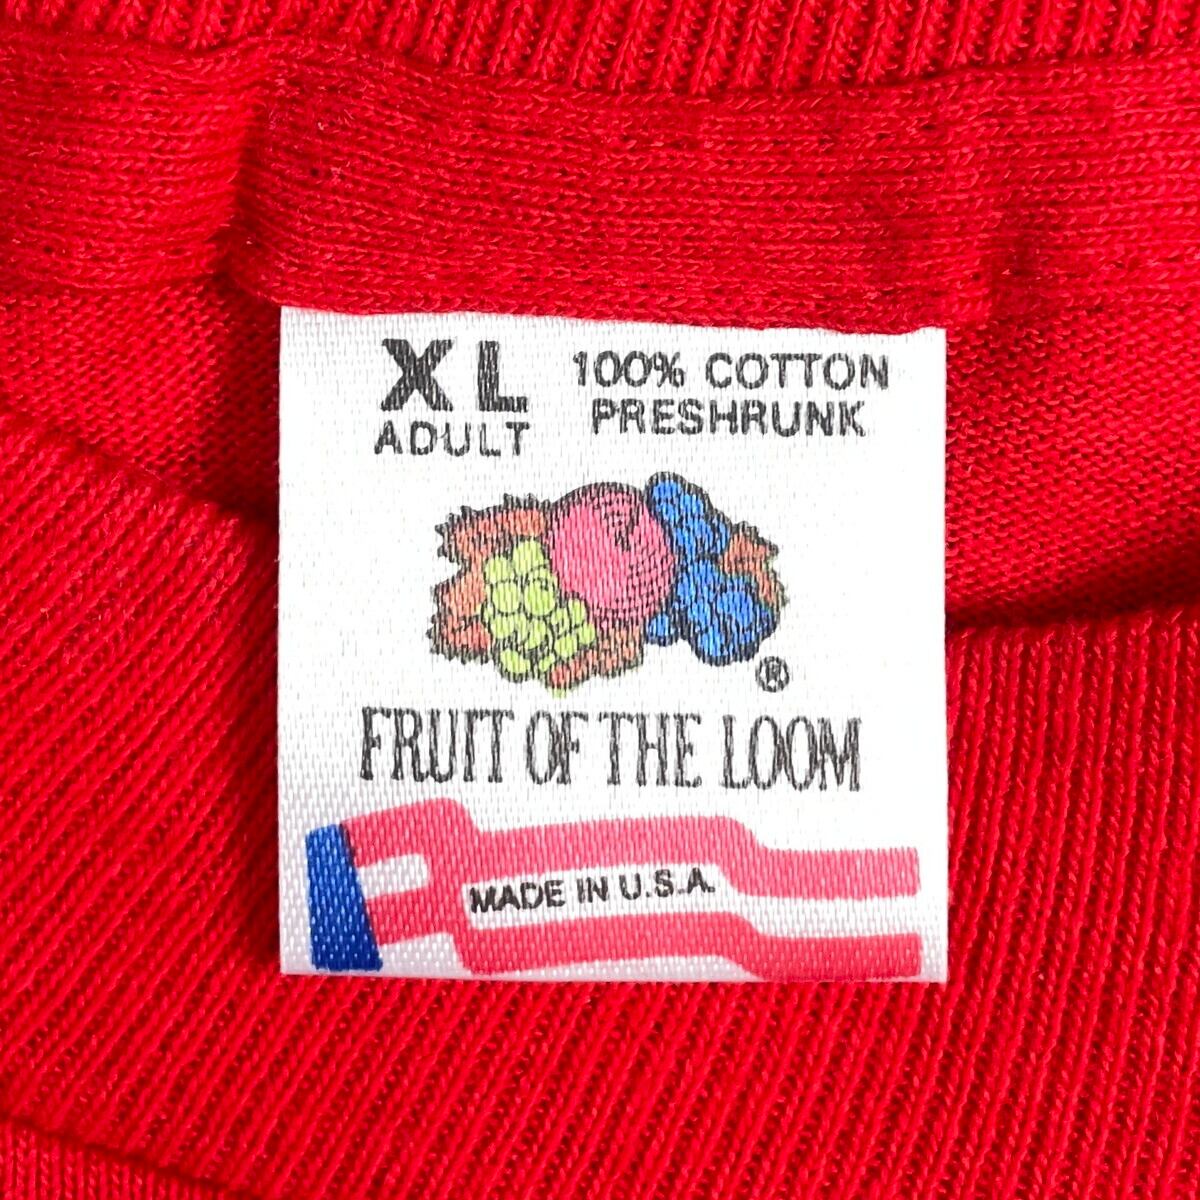 XL
ADULT
100% COTTON
PRESHRUNK
®
FRUIT OF THE LOOM
MADE IN U.S.A.